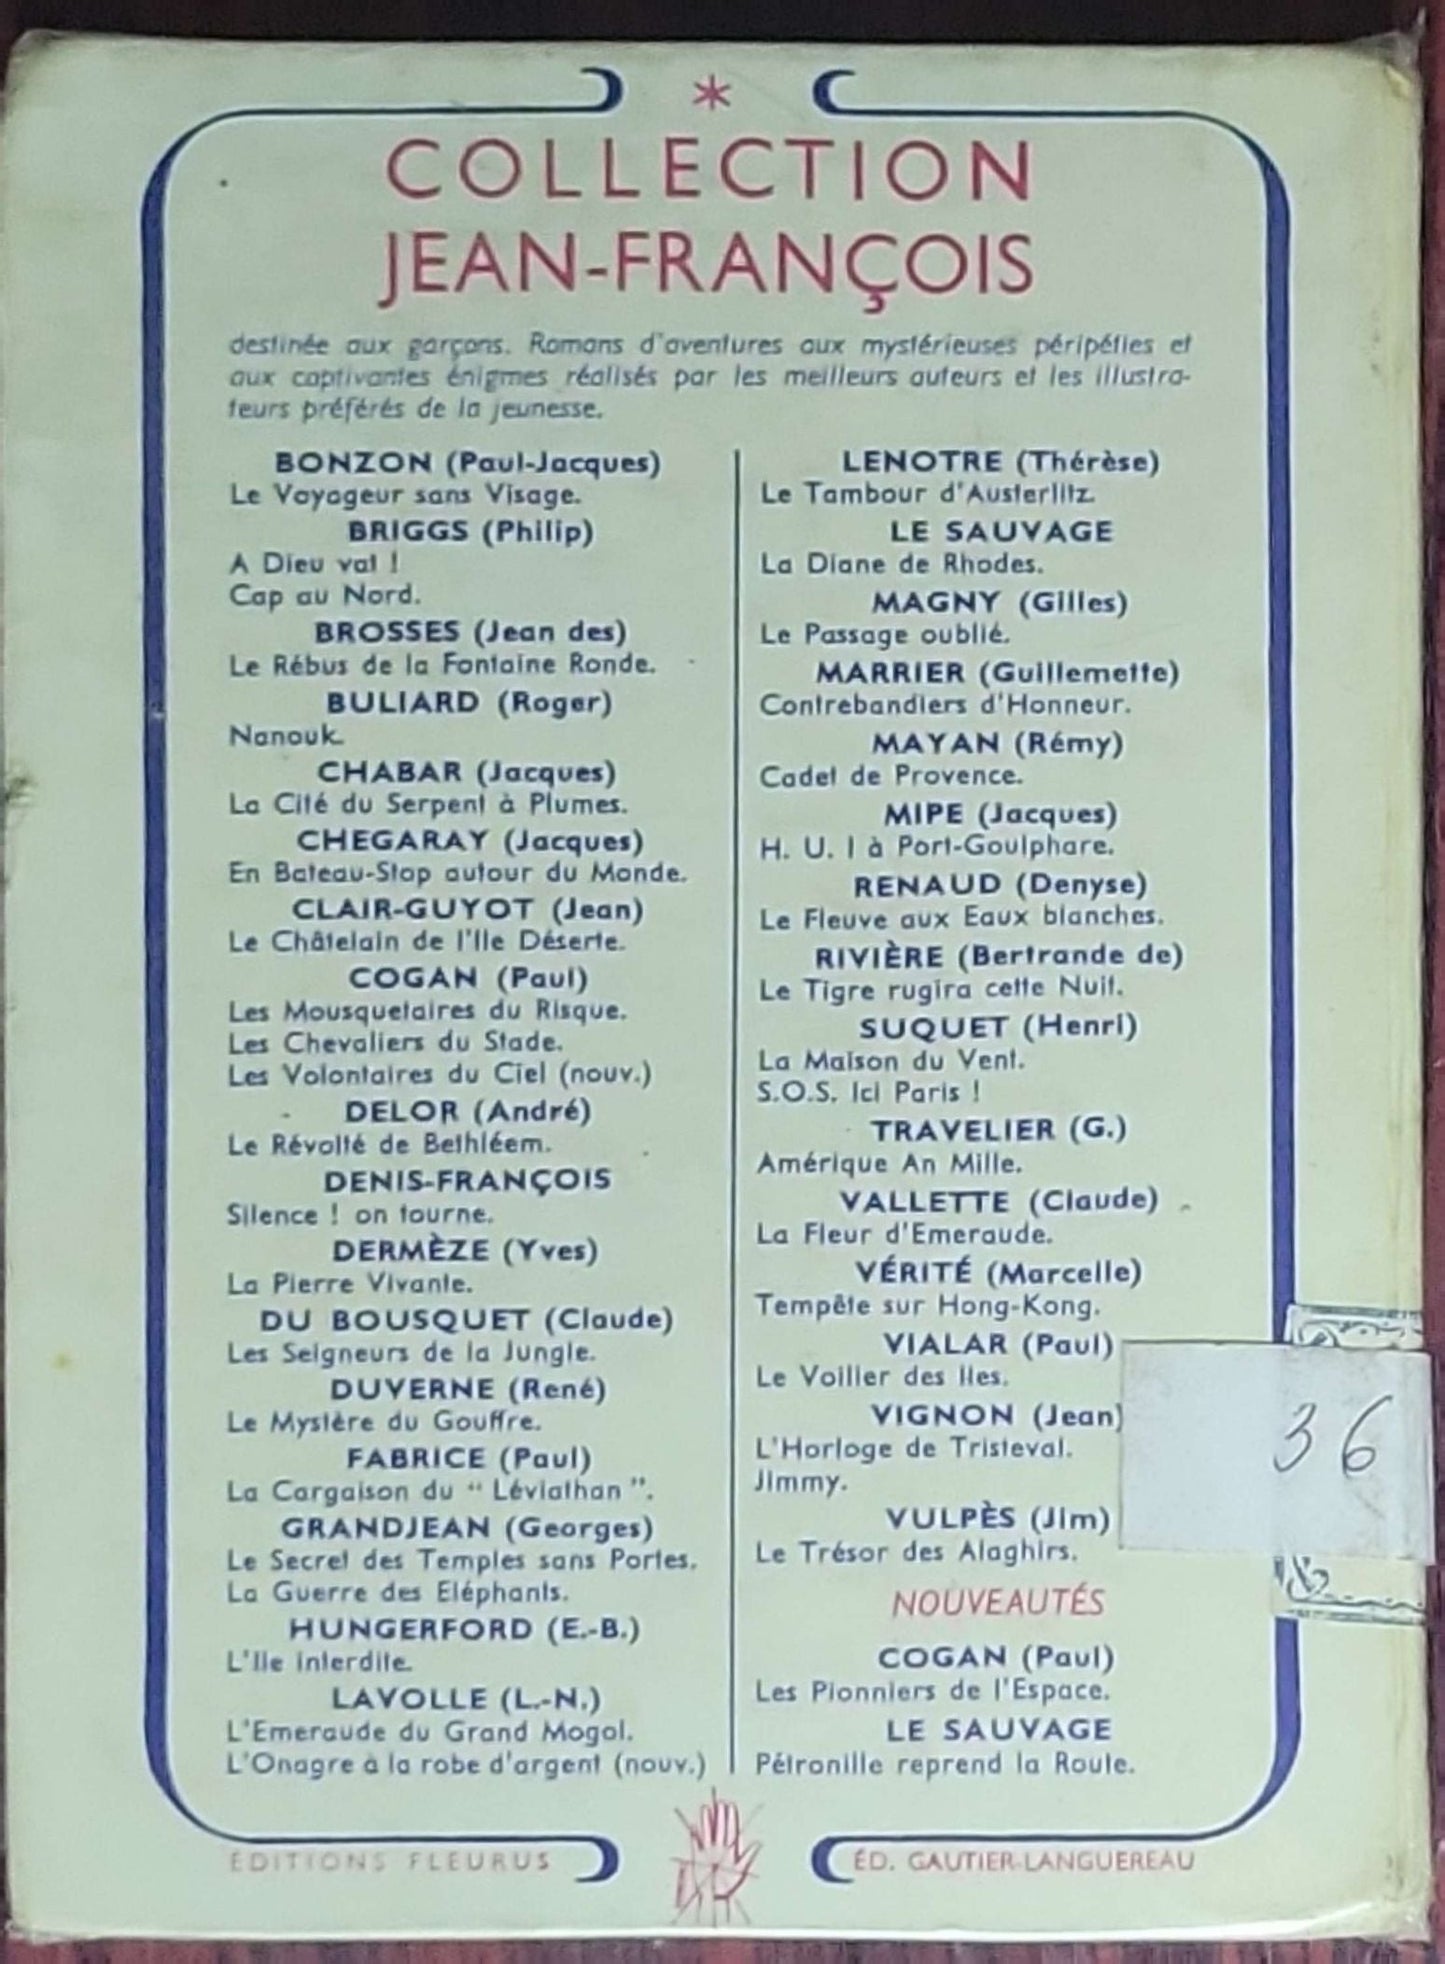 *
COLLECTION
JEAN-FRANÇOIS
destinée aux garçons. Romans d'aventures aux mystérieuses péripéties et
aux captivantes énigmes réalisés par les meilleurs auteurs et les illustra-
teurs préférés de la jeunesse.
BONZON (Paul-Jacques)
Le Voyageur sans Visage.
BRIGGS (Philip)
A Dieu vat !
Cap au Nord.
BROSSES (Jean des)
Le Rébus de la Fontaine Ronde.
BULIARD (Roger)
Nanouk.
CHABAR (Jacques)
La Cité du Serpent à Plumes.
CHEGARAY (Jacques)
En Bateau-Stop autour du Monde.
CLAIR-GUYOT (Jean)
Le Châtelain de l'Ile Déserte.
COGAN (Paul)
Les Mousquetaires du Risque.
Les Chevaliers du Stade.
Les Volontaires du Ciel (nouv.)
DELOR (André)
Le Révolté de Bethléem.
DENIS-FRANÇOIS
Silence ! on tourne.
DERMÈZE (Yves)
La Pierre Vivante.
DU BOUSQUET (Claude)
Les Seigneurs de la Jungle.
DUVERNE (René)
Le Mystère du Gouffre.
FABRICE (Paul)
La Cargaison du “ Léviathan ”.
GRANDJEAN (Georges)
Le Secret des Temples sans Portes.
La Guerre des Eléphants.
HUNGERFORD (E.-B.)
L'Ile interdite.
LAVOLLE (L.-N.)
L'Emeraude du Grand Mogol.
L'Onagre à la robe d'argent (nouv.)
LENOTRE (Thérèse)
Le Tambour d'Austerlitz.
LE SAUVAGE
La Diane de Rhodes.
MAGNY (Gilles)
Le Passage oublié.
MARRIER (Guillemette)
Contrebandiers d'Honneur.
MAYAN (Rémy)
Cadet de Provence.
MIPE (Jacques)
H. U. I à Port-Goulphare.
RENAUD (Denyse)
Le Fleuve aux Eaux blanches.
RIVIÈRE (Bertrande de)
Le Tigre rugira cette Nuit.
SUQUET (Henri)
La Maison du Vent.
S.O.S. Ici Paris !
TRAVELIER (G.)
Amérique An Mille.
VALLETTE (Claude)
La Fleur d'Emeraude.
VÉRITÉ (Marcelle)
Tempête sur Hong-Kong.
VIALAR (Paul)
Le Voilier des Iles.
VIGNON (Jean)
L'Horloge de Tristeval.
Jimmy.
VULPÈS (Jim)
Le Trésor des Alaghirs.
NOUVEAUTÉS
COGAN (Paul)
Les Pionniers de l'Espace.
LE SAUVAGE
Pétronille reprend la Route.
36
ÉDITIONS FLEURUS
ÉD. GAUTIER-LANGUEREAU